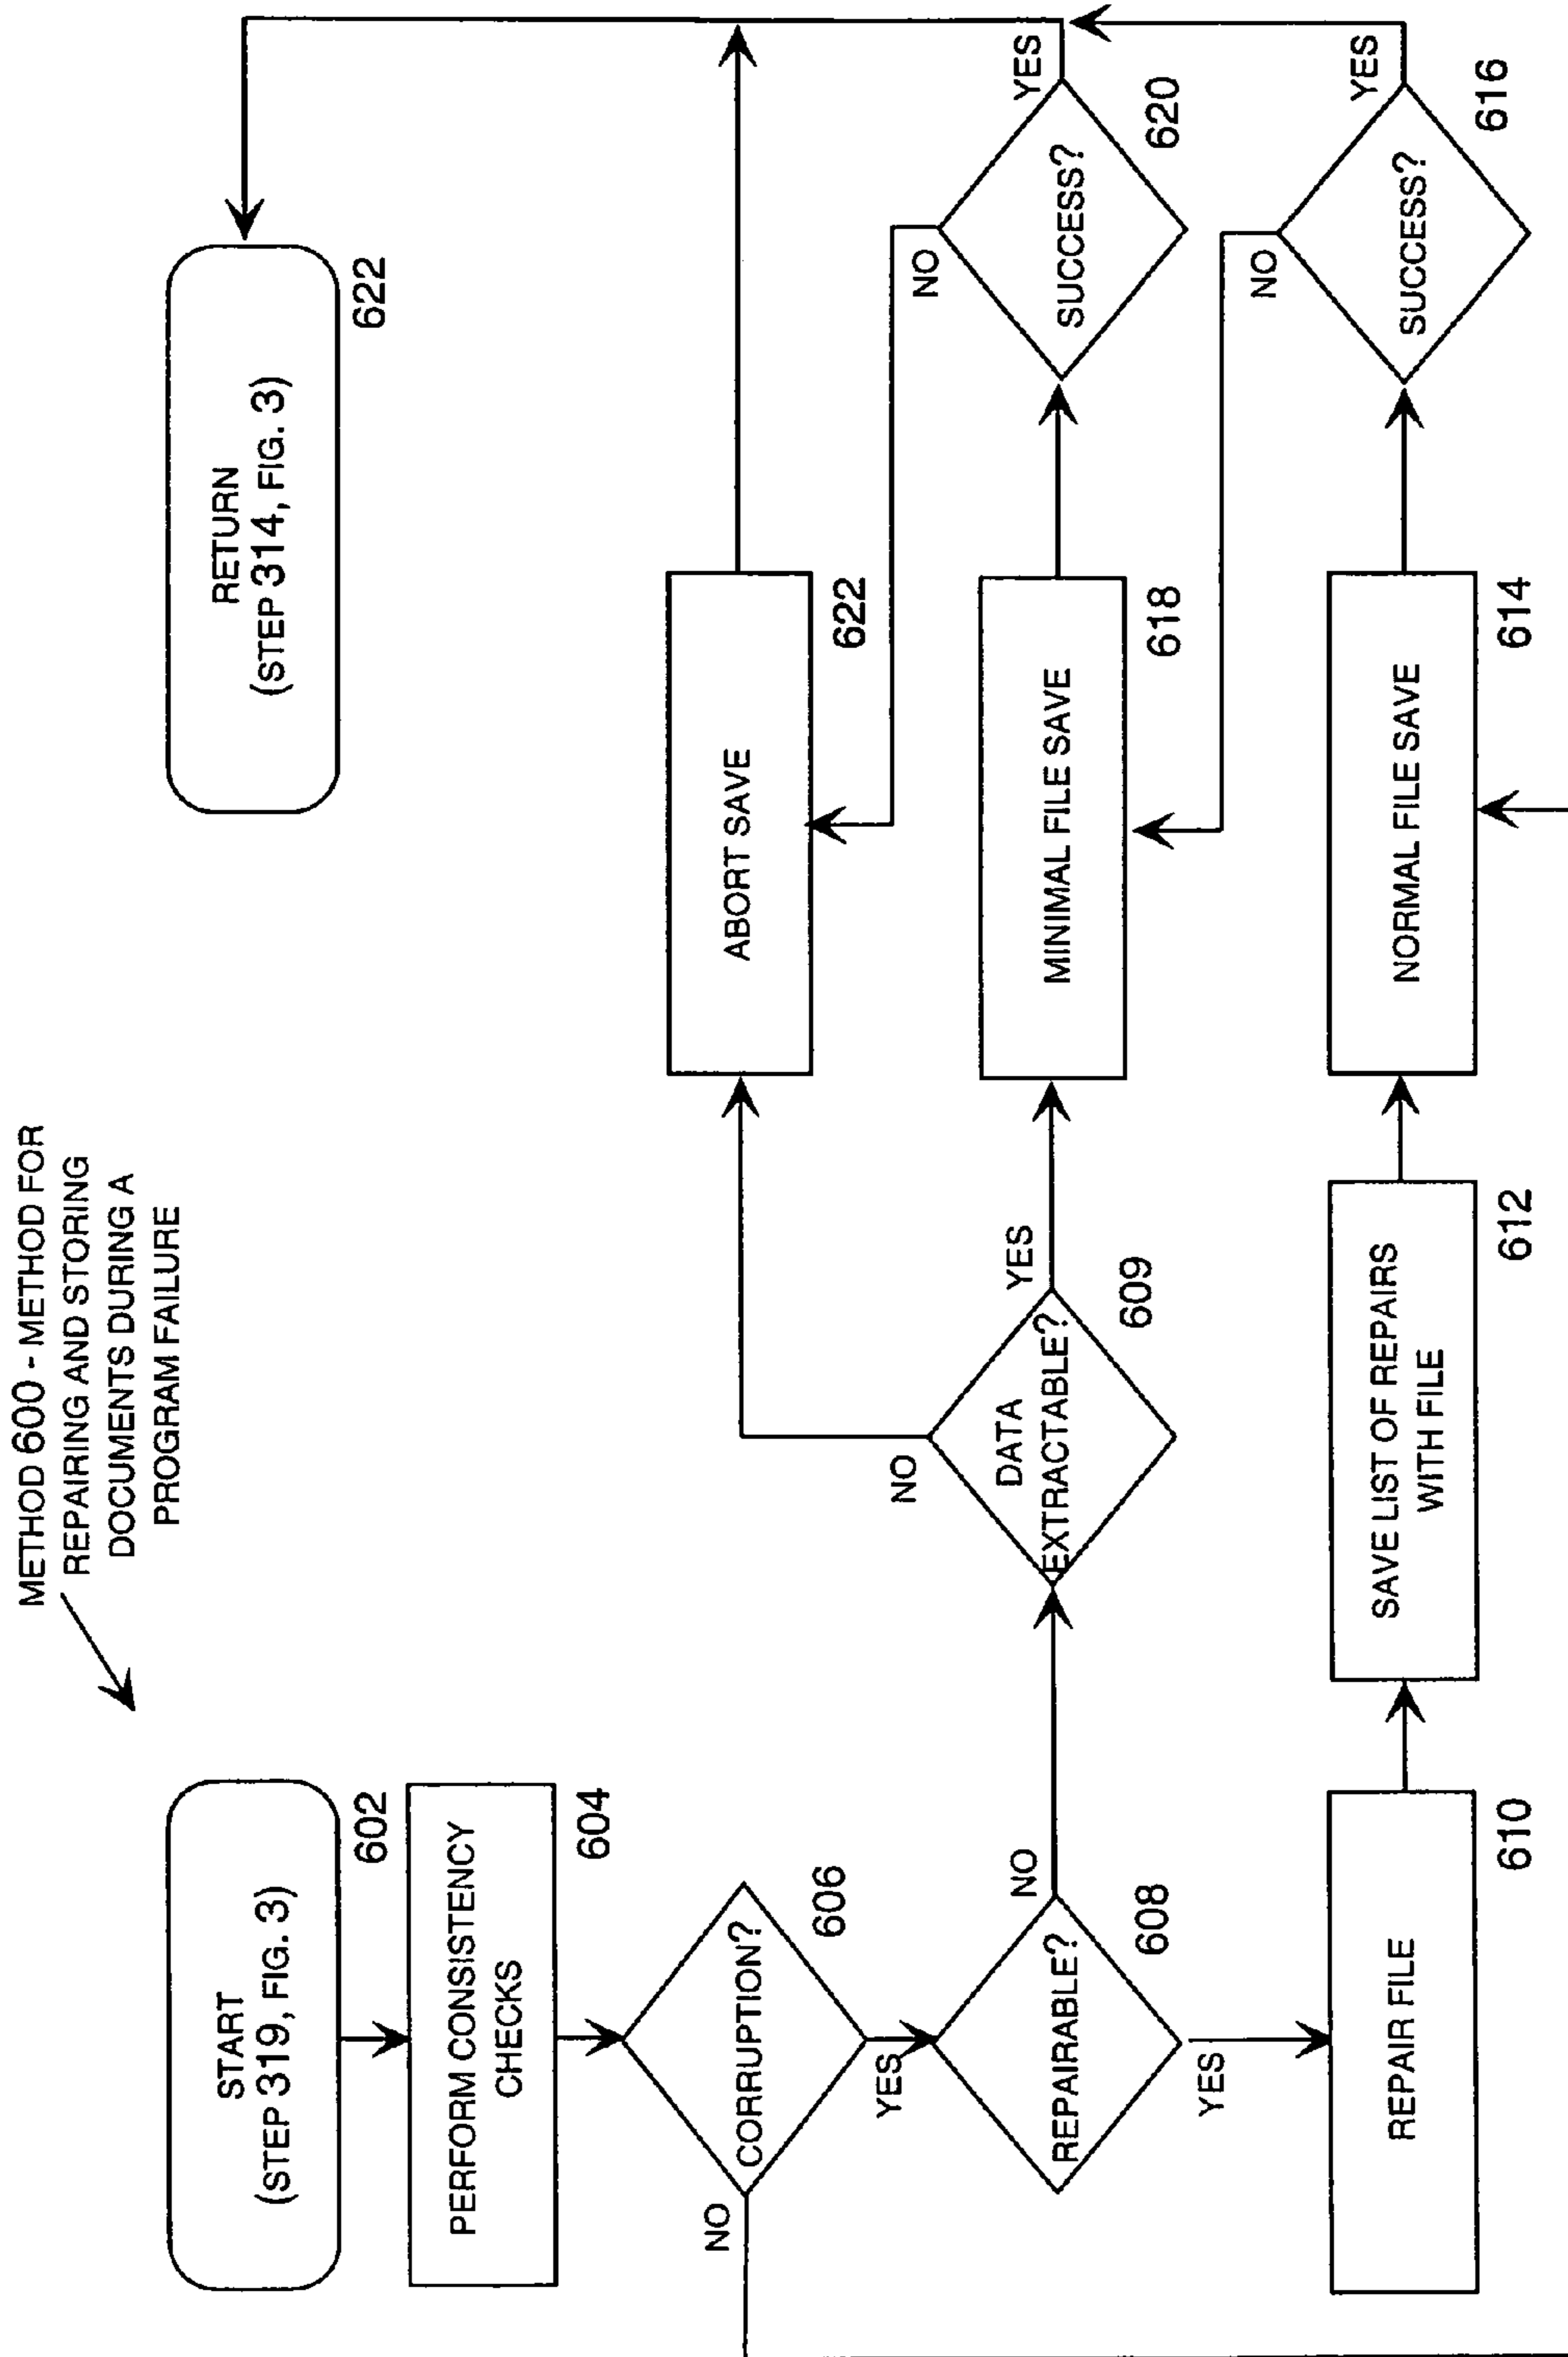 METHOD 600 - METHOD FOR
REPAIRING AND STORING
DOCUMENTS DURING A
PROGRAM FAILURE
START
(STEP 319, FIG. 3)
602
PERFORM CONSISTENCY
CHECKS
604
CORRUPTION?
606
NO
YES
REPAIRABLE?
608
NO
YES
REPAIR FILE
610
DATA
EXTRACTABLE?
609
NO
YES
SAVE LIST OF REPAIRS
WITH FILE
612
RETURN
(STEP 314, FIG. 3)
622
ABORT SAVE
622
MINIMAL FILE SAVE
618
NORMAL FILE SAVE
614
SUCCESS?
620
NO
YES
SUCCESS?
616
NO
YES